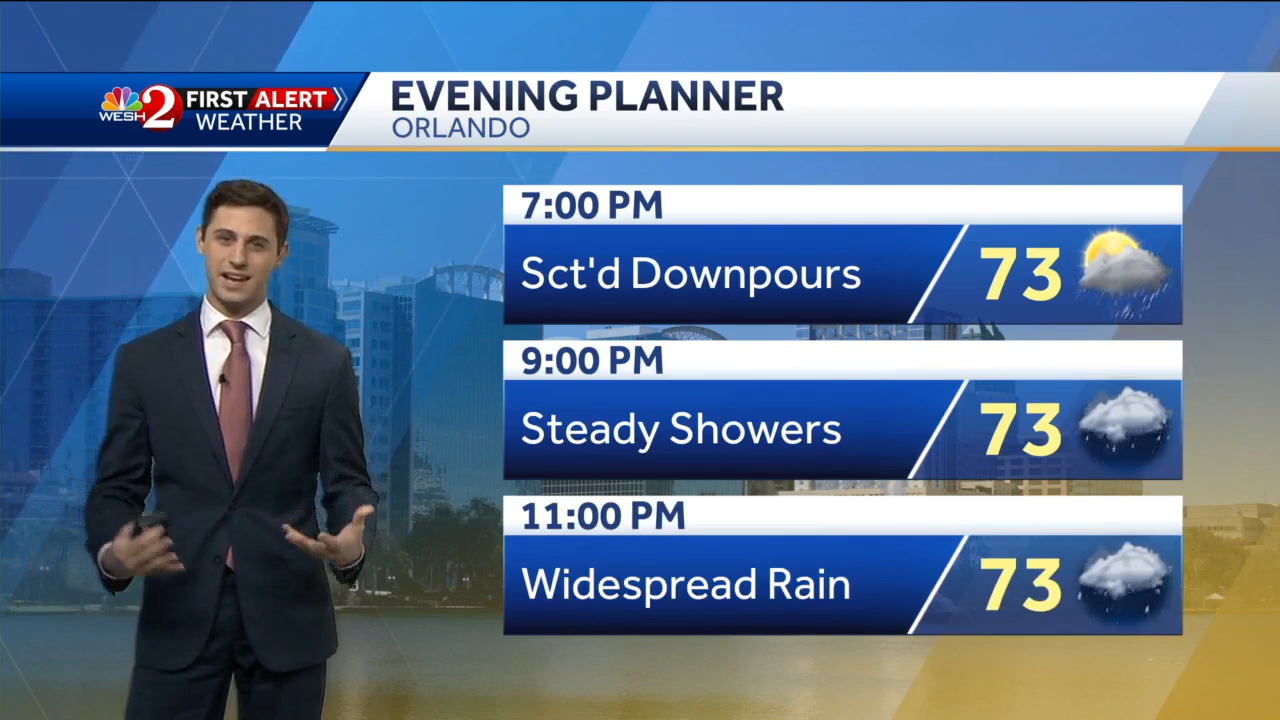 WESH 2
FIRST ALERT
WEATHER
EVENING PLANNER
ORLANDO
7:00 PM
Sct'd Downpours 73
9:00 PM
Steady Showers 73
11:00 PM
Widespread Rain 73